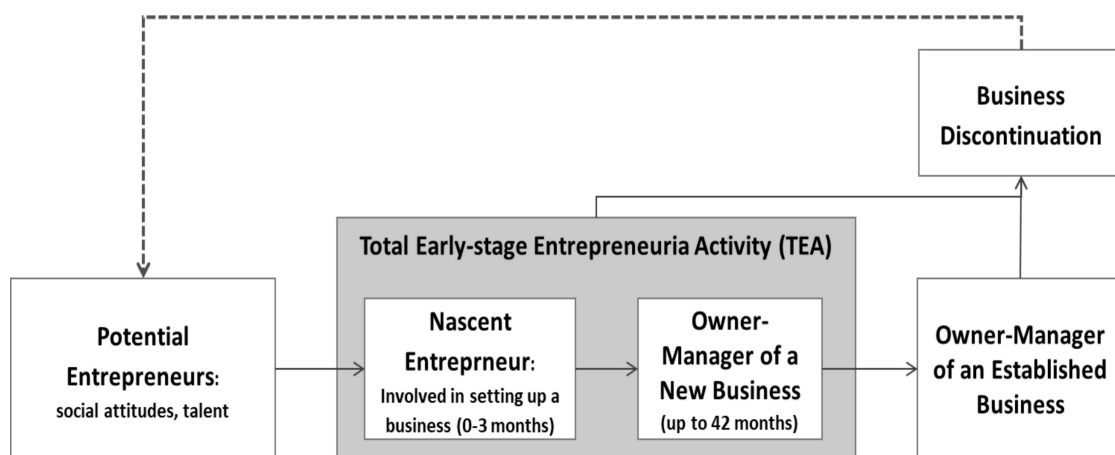 Business
Discontinuation
Total Early-stage Entrepreneuria Activity (TEA)
Potential
Entrepreneurs:
social attitudes, talent
Nascent
Entreprneur:
Involved in setting up a
business (0-3 months)
Owner-
Manager of a
New Business
(up to 42 months)
Owner-Manager
of an Established
Business